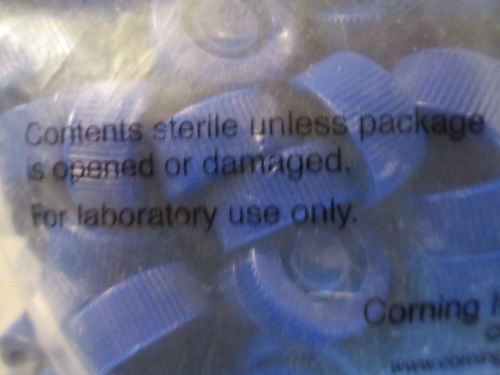 Contents sterile unless package
is opened or damaged.
For laboratory use only.
Corning